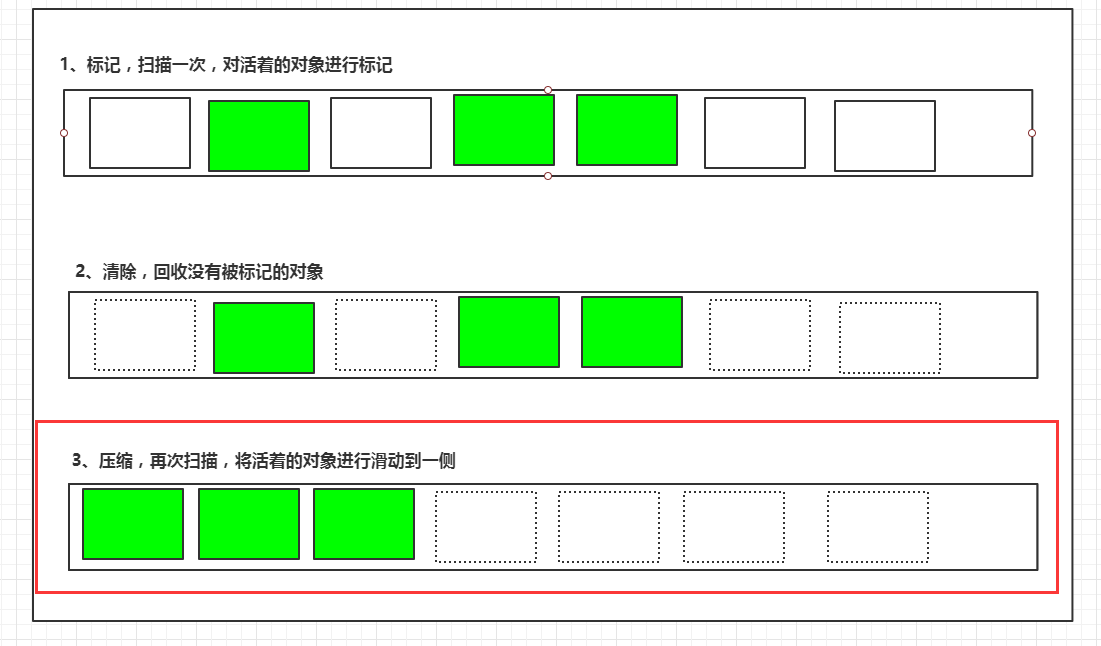 1、标记，扫描一次，对活着的对象进行标记
2、清除，回收没有被标记的对象
3、压缩，再次扫描，将活着的对象进行滑动到一侧